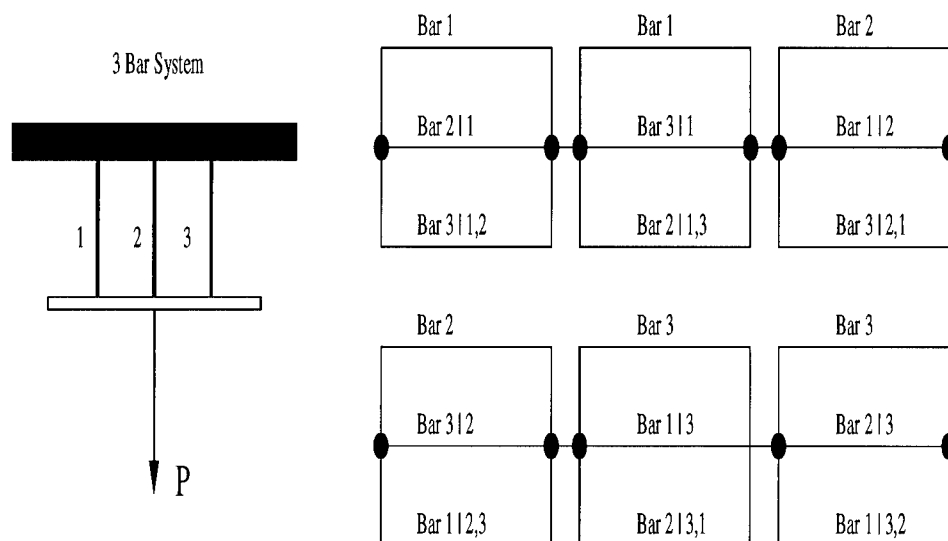 3 Bar System
1
2
3
P
Bar 1
Bar 2|1
Bar 3|1,2
Bar 1
Bar 3|1
Bar 2|1,3
Bar 2
Bar 1|2
Bar 3|2,1
Bar 2
Bar 3|2
Bar 1|2,3
Bar 3
Bar 1|3
Bar 2|3,1
Bar 3
Bar 2|3
Bar 1|3,2